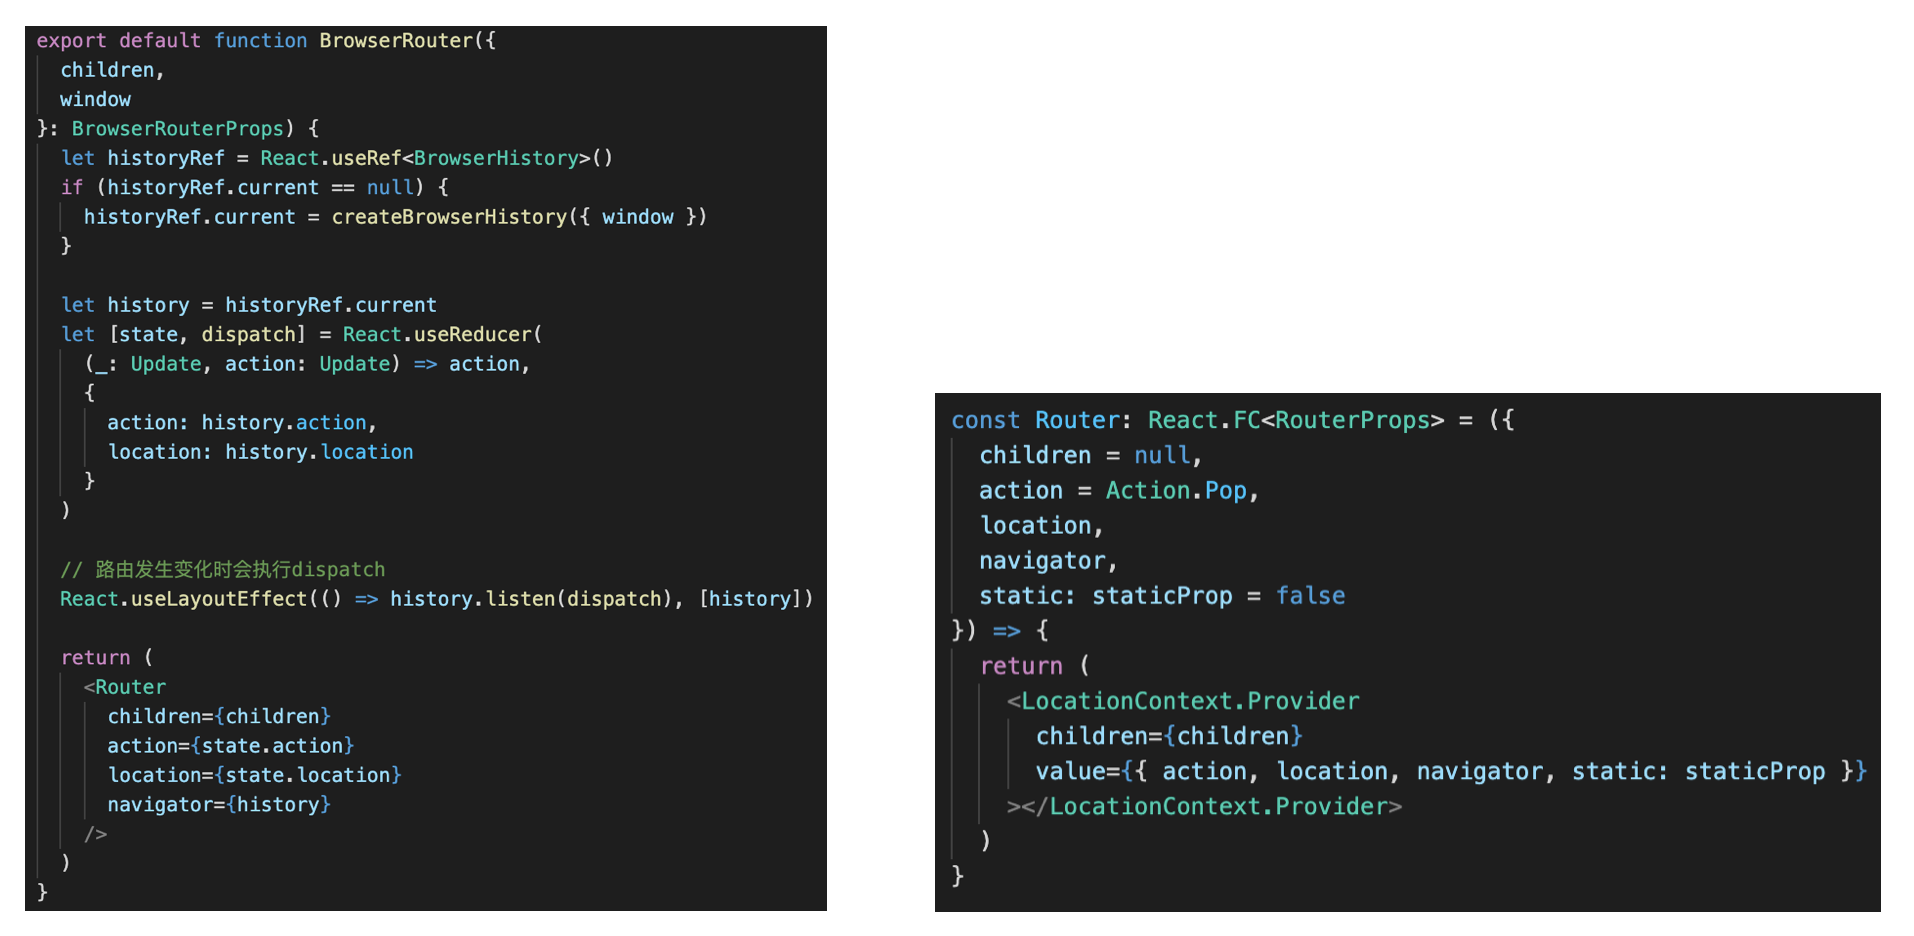 export default function BrowserRouter({
  children,
  window
}: BrowserRouterProps) {
  let historyRef = React.useRef<BrowserHistory>()
  if (historyRef.current == null) {
    historyRef.current = createBrowserHistory({ window })
  }

  let history = historyRef.current
  let [state, dispatch] = React.useReducer(
    (_: Update, action: Update) => action,
    {
      action: history.action,
      location: history.location
    }
  )

  // 路由发生变化时会执行dispatch
  React.useLayoutEffect(() => history.listen(dispatch), [history])

  return (
    <Router
      children={children}
      action={state.action}
      location={state.location}
      navigator={history}
    />
  )
}
const Router: React.FC<RouterProps> = ({
  children = null,
  action = Action.Pop,
  location,
  navigator,
  static: staticProp = false
}) => {
  return (
    <LocationContext.Provider
      children={children}
      value={{ action, location, navigator, static: staticProp }}
    ></LocationContext.Provider>
  )
}